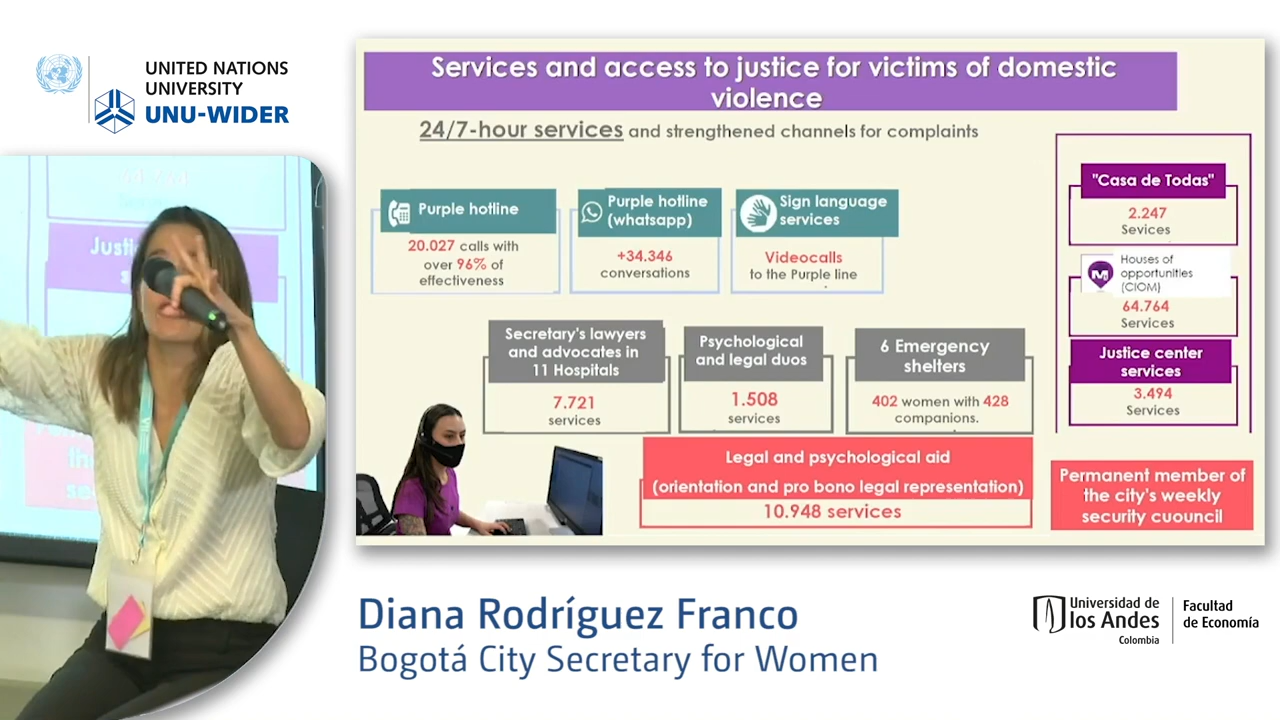 UNITED NATIONS
UNIVERSITY
UNU-WIDER
Services and access to justice for victims of domestic
violence
24/7-hour services and strengthened channels for complaints
Purple hotline
20.027 calls with
over 96% of
effectiveness
Purple hotline
(whatsapp)
+34.346
conversations
Sign language
services
Videocalls
to the Purple line
"Casa de Todas"
2.247
Sevices
Houses of
opportunities
(CIOM)
64.764
Services
Justice center
services
3.494
Services
Secretary's lawyers
and advocates in
11 Hospitals
7.721
services
Psychological
and legal duos
1.508
services
6 Emergency
shelters
402 women with 428
companions.
Legal and psychological aid
(orientation and pro bono legal representation)
10.948 services
Permanent member of
the city's weekly
security cuouncil
Diana Rodríguez Franco
Bogotá City Secretary for Women
Universidad de
los Andes
Colombia
Facultad
de Economía